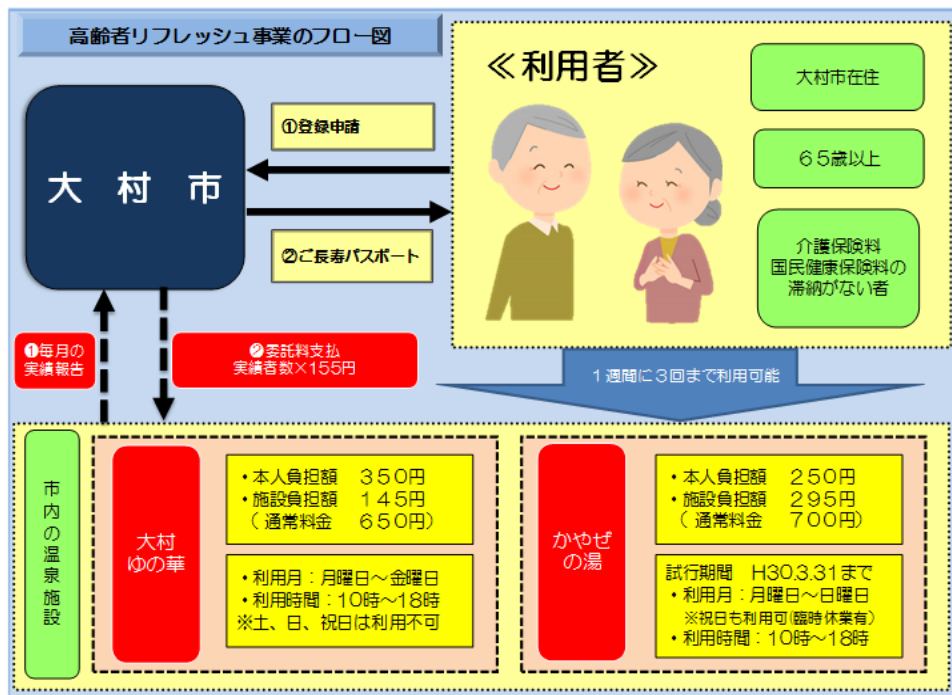 高齢者リフレッシュ事業のフロー図
≪利用者≫
大村市在住
65歳以上
介護保険料
国民健康保険料の
滞納がない者
大村市
①登録申請
②ご長寿パスポート
❶毎月の
実績報告
❷委託料支払
実績者数×155円
1週間に3回まで利用可能
市内の温泉施設
大村
ゆの華
・本人負担額 350円
・施設負担額 145円
(通常料金 650円)
・利用月:月曜日～金曜日
・利用時間:10時～18時
※土、日、祝日は利用不可
かやぜ
の湯
・本人負担額 250円
・施設負担額 295円
(通常料金 700円)
試行期間 H30.3.31まで
・利用月:月曜日～日曜日
※祝日も利用可(臨時休業有)
・利用時間:10時～18時